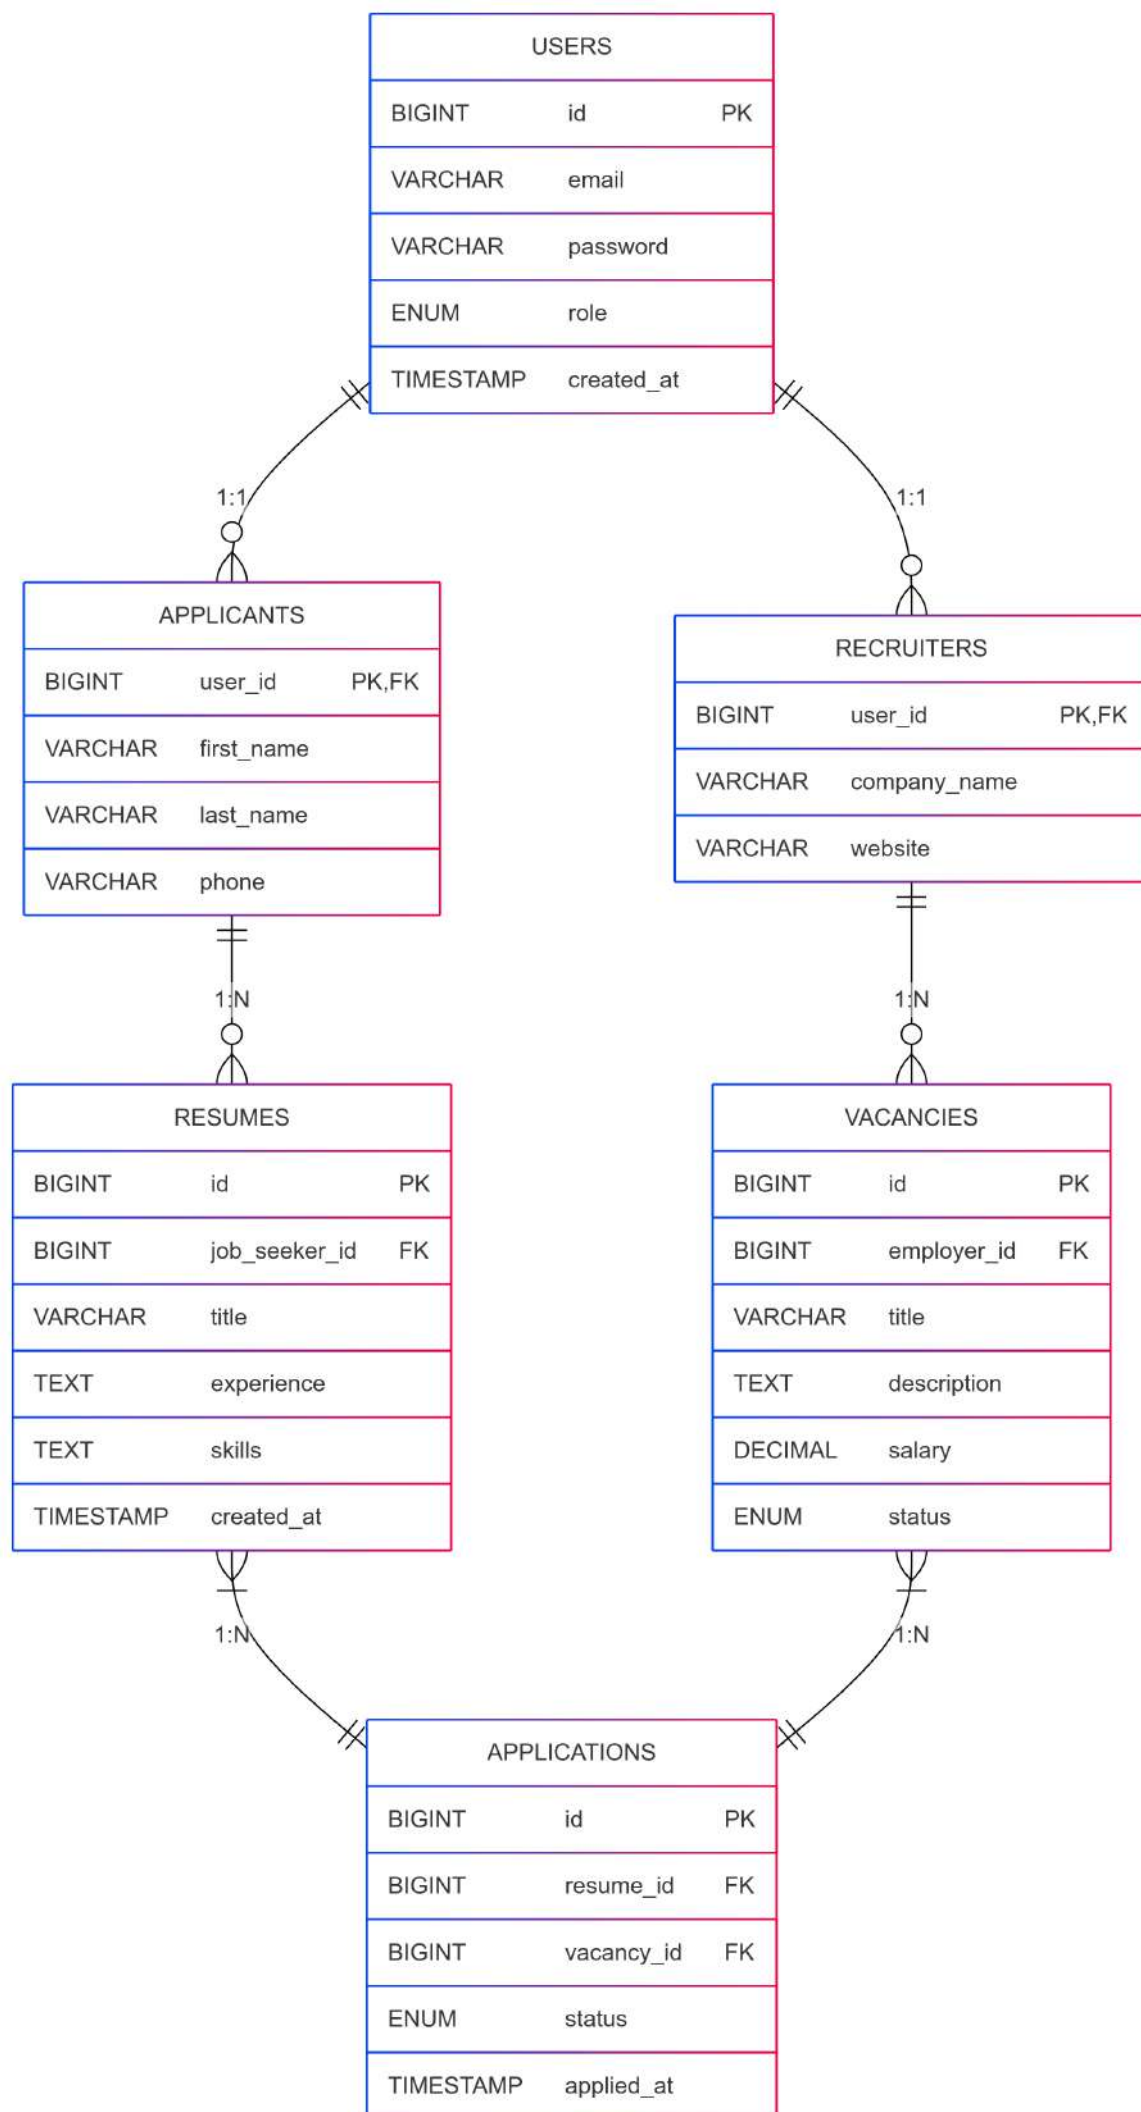 USERS
BIGINT id PK
VARCHAR email
VARCHAR password
ENUM role
TIMESTAMP created_at
1:1
1:1
APPLICANTS
BIGINT user_id PK,FK
VARCHAR first_name
VARCHAR last_name
VARCHAR phone
RECRUITERS
BIGINT user_id PK,FK
VARCHAR company_name
VARCHAR website
1:N
1:N
RESUMES
BIGINT id PK
BIGINT job_seeker_id FK
VARCHAR title
TEXT experience
TEXT skills
TIMESTAMP created_at
VACANCIES
BIGINT id PK
BIGINT employer_id FK
VARCHAR title
TEXT description
DECIMAL salary
ENUM status
1:N
1:N
APPLICATIONS
BIGINT id PK
BIGINT resume_id FK
BIGINT vacancy_id FK
ENUM status
TIMESTAMP applied_at